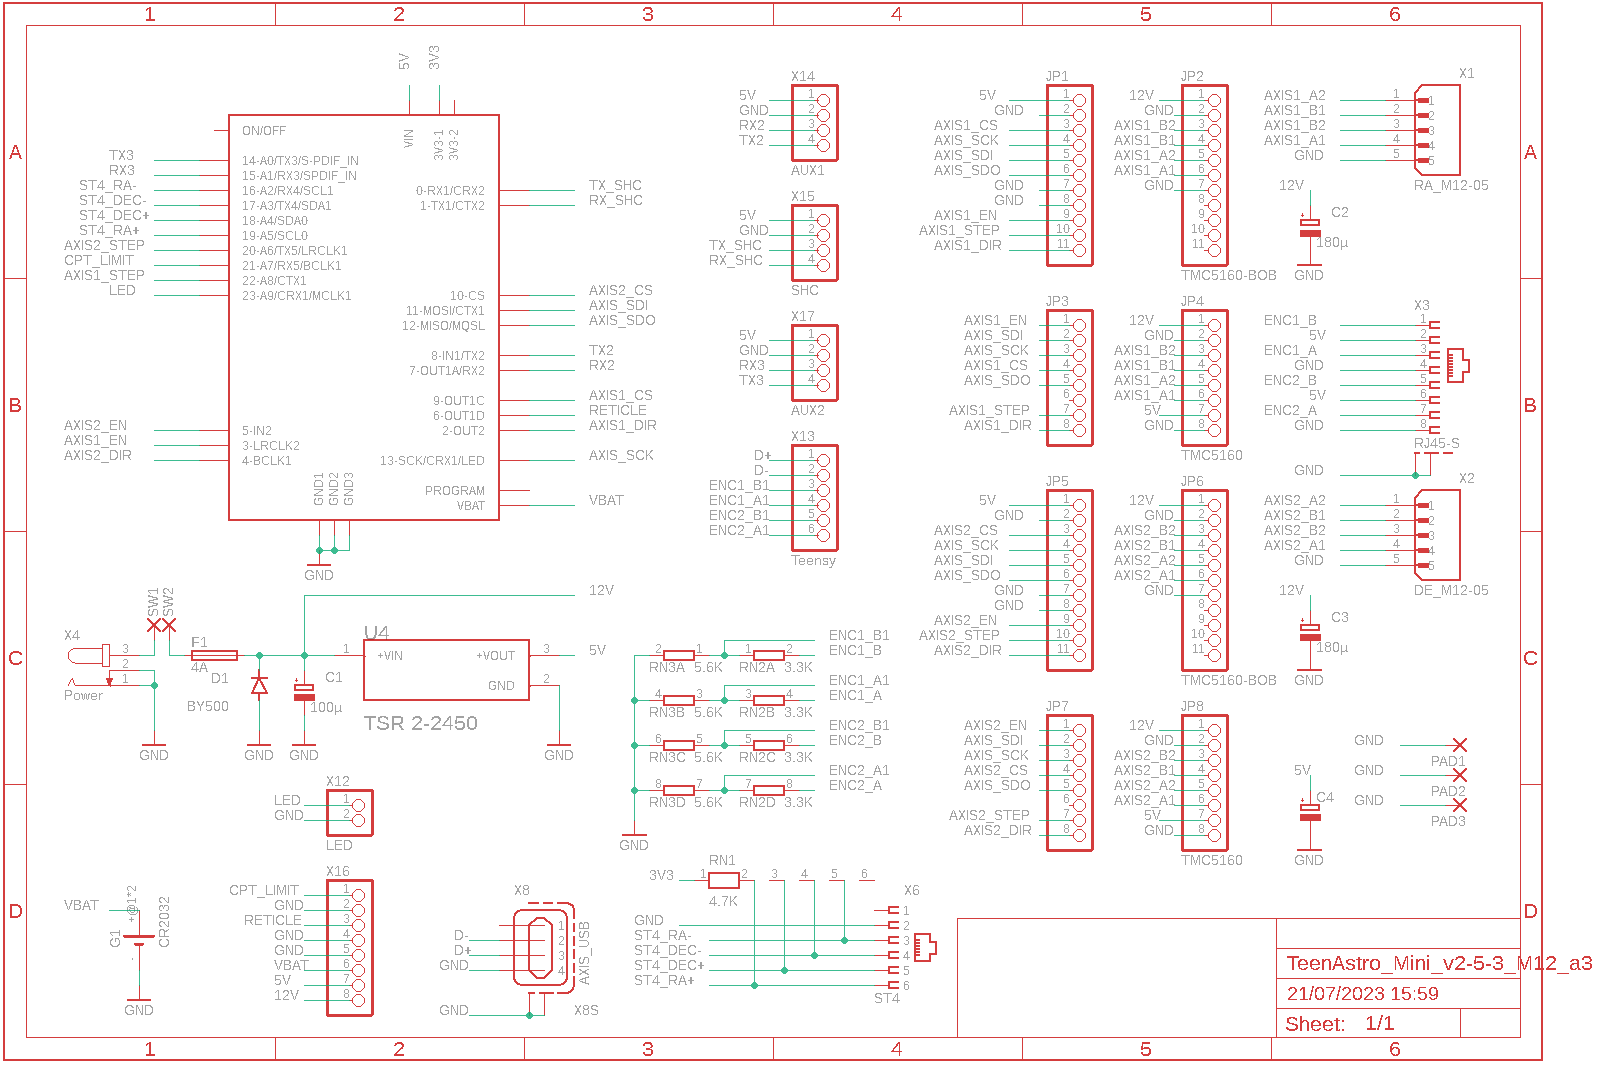 1 2 3 4 5 6
A
B
C
D
A
B
C
D
1 2 3 4 5 6
5V
3V3
VIN
3V3-1
3V3-2
ON/OFF
TX3 14-A0/TX3/S-PDIF_IN
RX3 15-A1/RX3/SPDIF_IN
ST4_RA- 16-A2/RX4/SCL1
ST4_DEC- 17-A3/TX4/SDA1
ST4_DEC+ 18-A4/SDA0
ST4_RA+ 19-A5/SCL0
AXIS2_STEP 20-A6/TX5/LRCLK1
CPT_LIMIT 21-A7/RX5/BCLK1
AXIS1_STEP 22-A8/CTX1
LED 23-A9/CRX1/MCLK1
AXIS2_EN 5-IN2
AXIS1_EN 3-LRCLK2
AXIS2_DIR 4-BCLK1
0-RX1/CRX2 TX_SHC
1-TX1/CTX2 RX_SHC
10-CS AXIS2_CS
11-MOSI/CTX1 AXIS_SDI
12-MISO/MQSL AXIS_SDO
8-IN1/TX2 TX2
7-OUT1A/RX2 RX2
9-OUT1C AXIS1_CS
6-OUT1D RETICLE
2-OUT2 AXIS1_DIR
13-SCK/CRX1/LED AXIS_SCK
PROGRAM
VBAT VBAT
GND1
GND2
GND3
GND
X14
5V 1
GND 2
RX2 3
TX2 4
AUX1
X15
5V 1
GND 2
TX_SHC 3
RX_SHC 4
SHC
X17
5V 1
GND 2
RX3 3
TX3 4
AUX2
X13
D+ 1
D- 2
ENC1_B1 3
ENC1_A1 4
ENC2_B1 5
ENC2_A1 6
Teensy
JP1
5V 1
GND 2
AXIS1_CS 3
AXIS_SCK 4
AXIS_SDI 5
AXIS_SDO 6
GND 7
GND 8
AXIS1_EN 9
AXIS1_STEP 10
AXIS1_DIR 11
JP2
12V 1
GND 2
AXIS1_B2 3
AXIS1_B1 4
AXIS1_A2 5
AXIS1_A1 6
GND 7
8
9
10
11
TMC5160-BOB
JP3
AXIS1_EN 1
AXIS_SDI 2
AXIS_SCK 3
AXIS1_CS 4
AXIS_SDO 5
6
AXIS1_STEP 7
AXIS1_DIR 8
JP4
12V 1
GND 2
AXIS1_B2 3
AXIS1_B1 4
AXIS1_A2 5
AXIS1_A1 6
5V 7
GND 8
TMC5160
JP5
5V 1
GND 2
AXIS2_CS 3
AXIS_SCK 4
AXIS_SDI 5
AXIS_SDO 6
GND 7
GND 8
AXIS2_EN 9
AXIS2_STEP 10
AXIS2_DIR 11
JP6
12V 1
GND 2
AXIS2_B2 3
AXIS2_B1 4
AXIS2_A2 5
AXIS2_A1 6
GND 7
8
9
10
11
TMC5160-BOB
JP7
AXIS2_EN 1
AXIS_SDI 2
AXIS_SCK 3
AXIS2_CS 4
AXIS_SDO 5
6
AXIS2_STEP 7
AXIS2_DIR 8
JP8
12V 1
GND 2
AXIS2_B2 3
AXIS2_B1 4
AXIS2_A2 5
AXIS2_A1 6
5V 7
GND 8
TMC5160
X1
AXIS1_A2 1 1
AXIS1_B1 2 2
AXIS1_B2 3 3
AXIS1_A1 4 4
GND 5 5
RA_M12-05
12V
+
C2
180µ
GND
X3
ENC1_B 1
5V 2
ENC1_A 3
GND 4
ENC2_B 5
5V 6
ENC2_A 7
GND 8
RJ45-S
GND
X2
AXIS2_A2 1 1
AXIS2_B1 2 2
AXIS2_B2 3 3
AXIS2_A1 4 4
GND 5 5
DE_M12-05
12V
+
C3
180µ
GND
5V
+
C4
GND
GND
PAD1
GND
PAD2
GND
PAD3
SW1
SW2
X4
3
2
1
Power
GND
F1
4A
D1
BY500
GND
C1
+
100µ
GND
12V
U4
1 +VIN
+VOUT 3
GND 2
TSR 2-2450
5V
GND
2 1 1 2
RN3A 5.6K RN2A 3.3K
ENC1_B1
ENC1_B
4 3 3 4
RN3B 5.6K RN2B 3.3K
ENC1_A1
ENC1_A
6 5 5 6
RN3C 5.6K RN2C 3.3K
ENC2_B1
ENC2_B
8 7 7 8
RN3D 5.6K RN2D 3.3K
ENC2_A1
ENC2_A
GND
X12
LED 1
GND 2
LED
X16
CPT_LIMIT 1
GND 2
RETICLE 3
GND 4
GND 5
VBAT 6
5V 7
12V 8
VBAT
+@1*2
G1
-
CR2032
GND
X8
D-
D+
GND
1
2
3
4
AXIS_USB
GND
X8S
RN1
3V3 1 2 3 4 5 6
4.7K
X6
1
GND 2
ST4_RA- 3
ST4_DEC- 4
ST4_DEC+ 5
ST4_RA+ 6
ST4
TeenAstro_Mini_v2-5-3_M12_a3
21/07/2023 15:59
Sheet: 1/1